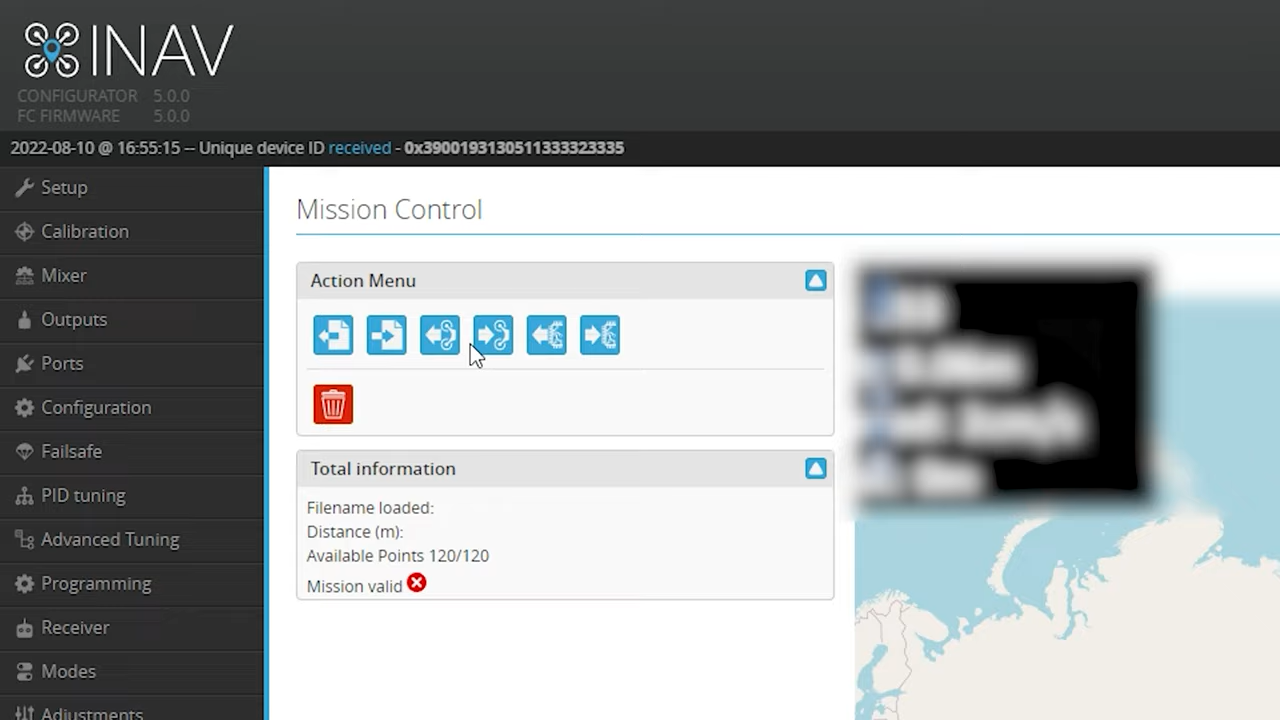 INAV
CONFIGURATOR 5.0.0
FC FIRMWARE 5.0.0
2022-08-10 @ 16:55:15 -- Unique device ID received - 0x3900193130511333323335
Setup
Calibration
Mixer
Outputs
Ports
Configuration
Failsafe
PID tuning
Advanced Tuning
Programming
Receiver
Modes
Adjustments
Mission Control
Action Menu
Total information
Filename loaded:
Distance (m):
Available Points 120/120
Mission valid